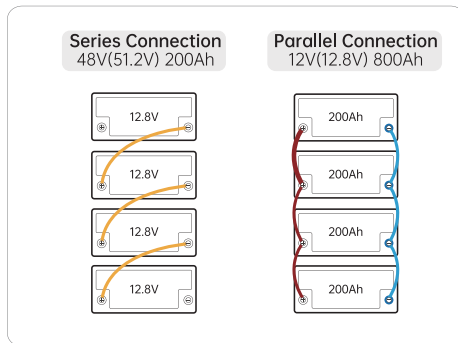 Series Connection
48V(51.2V) 200Ah
Parallel Connection
12V(12.8V) 800Ah
12.8V
12.8V
12.8V
12.8V
200Ah
200Ah
200Ah
200Ah